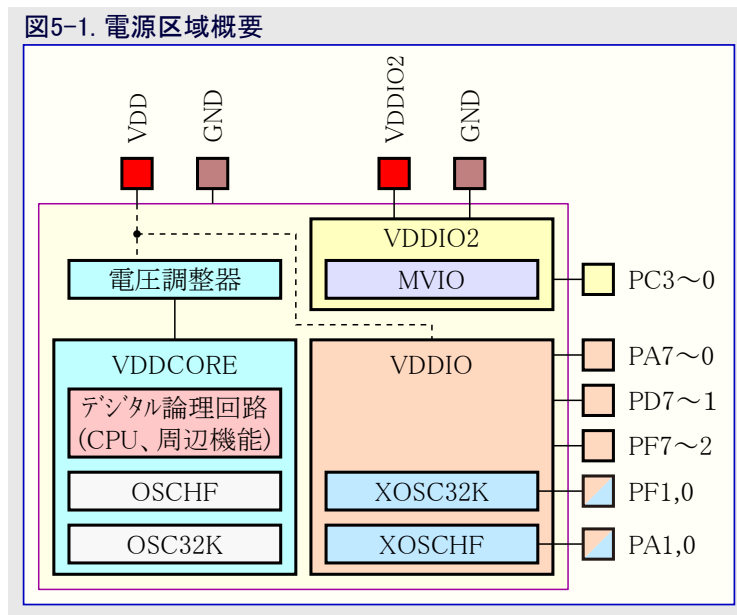 図5-1. 電源区域概要
VDD
GND
VDDIO2
GND
VDDIO2
MVIO
電圧調整器
PC3～0
VDDCORE
デジタル論理回路
(CPU、周辺機能)
OSCHF
OSC32K
VDDIO
XOSC32K
XOSCHF
PA7～0
PD7～1
PF7～2
PF1,0
PA1,0